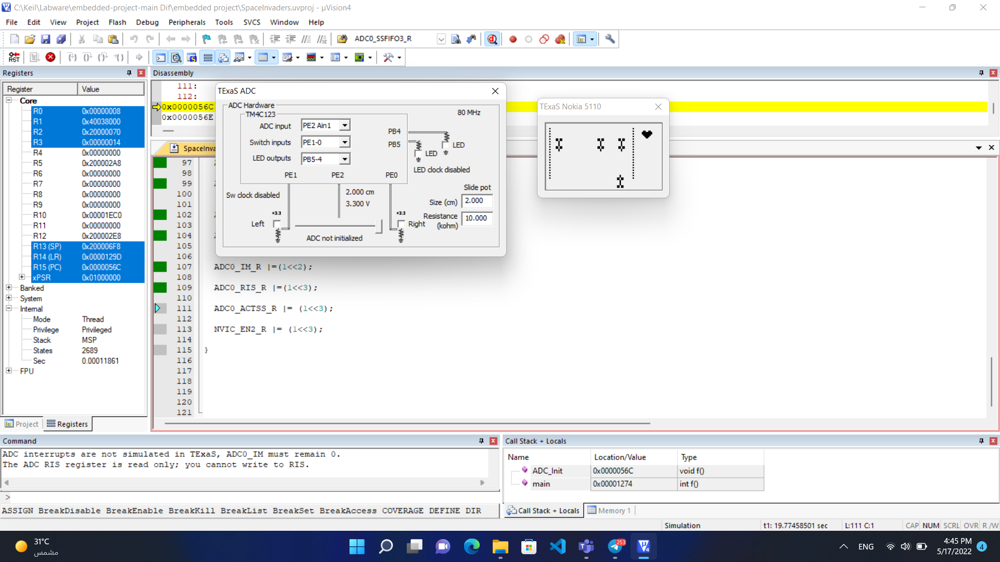 C:\Keil\Labware\embedded-project-main Dif\embedded project\SpaceInvaders.uvproj - µVision4
File Edit View Project Flash Debug Peripherals Tools SVCS Window Help
ADC0_SSFIFO3_R
RST
Registers
Register Value
Core
R0 0x00000008
R1 0x40038000
R2 0x20000070
R3 0x00000014
R4 0x00000000
R5 0x200002A8
R6 0x00000000
R7 0x00000000
R8 0x00000000
R9 0x00000000
R10 0x00001EC0
R11 0x00000000
R12 0x200002E8
R13 (SP) 0x200006F8
R14 (LR) 0x0000129D
R15 (PC) 0x0000056C
xPSR 0x01000000
Banked
System
Internal
Mode Thread
Privilege Privileged
Stack MSP
States 2689
Sec 0.00011861
FPU
Project Registers
Disassembly
111:
112:
0x0000056C
0x0000056E
TExaS ADC
ADC Hardware
TM4C123
80 MHz
ADC input PE2 Ain1
Switch inputs PE1-0
LED outputs PB5-4
PB4
PB5
LED
LED
LED clock disabled
PE1 PE2 PE0
Sw clock disabled
2.000 cm
3.300 V
Slide pot
Size (cm) 2.000
Resistance (kohm) 10.000
+3.3 +3.3
Left Right
ADC not initialized
TExaS Nokia 5110
SpaceInva
97
98
99
100
101
102
103
104
105
106
107 ADC0_IM_R |=(1<<2);
108
109 ADC0_RIS_R |=(1<<3);
110
111 ADC0_ACTSS_R |= (1<<3);
112
113 NVIC_EN2_R |= (1<<3);
114
115 }
116
117
118
119
120
121
Command
ADC interrupts are not simulated in TExaS, ADC0_IM must remain 0.
The ADC RIS register is read only; you cannot write to RIS.
>
ASSIGN BreakDisable BreakEnable BreakKill BreakList BreakSet BreakAccess COVERAGE DEFINE DIR
Call Stack + Locals
Name Location/Value Type
ADC_Init 0x0000056C void f()
main 0x00001274 int f()
Call Stack + Locals Memory 1
Simulation t1: 19.77458501 sec L:111 C:1 CAP NUM SCRL OVR R/W
31°C
مشمس
253
ENG
4:45 PM
5/17/2022
4